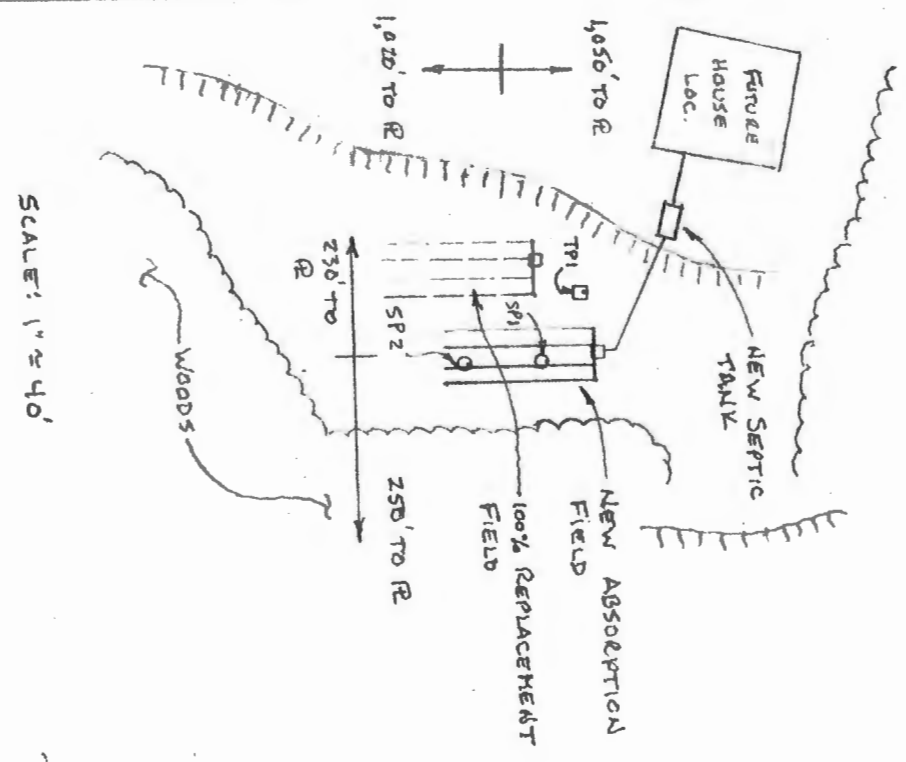 FUTURE
HOUSE
LOC.
1,050' TO ℄
1,020' TO ℄
NEW SEPTIC
TANK
TP1
SP1
SP2
230' TO
℄
250' TO ℄
NEW ABSORPTION
FIELD
100% REPLACEMENT
FIELD
WOODS
SCALE: 1" ≈ 40'